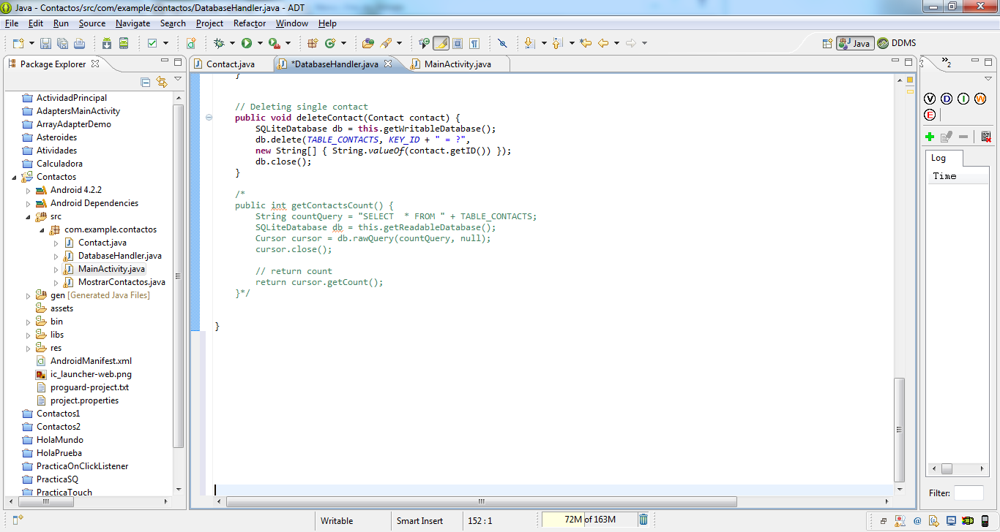 Java - Contactos/src/com/example/contactos/DatabaseHandler.java - ADT
File Edit Run Source Navigate Search Project Refactor Window Help
Java DDMS
Package Explorer
Contact.java *DatabaseHandler.java MainActivity.java
2
ActividadPrincipal
AdaptersMainActivity
ArrayAdapterDemo
Asteroides
Atividades
Calculadora
Contactos
Android 4.2.2
Android Dependencies
src
com.example.contactos
Contact.java
DatabaseHandler.java
MainActivity.java
MostrarContactos.java
gen [Generated Java Files]
assets
bin
libs
res
AndroidManifest.xml
ic_launcher-web.png
proguard-project.txt
project.properties
Contactos1
Contactos2
HolaMundo
HolaPrueba
PracticaOnClickListener
PracticaSQ
PracticaTouch
}
// Deleting single contact
public void deleteContact(Contact contact) {
SQLiteDatabase db = this.getWritableDatabase();
db.delete(TABLE_CONTACTS, KEY_ID + " = ?",
new String[] { String.valueOf(contact.getID()) });
db.close();
}
/*
public int getContactsCount() {
String countQuery = "SELECT  * FROM " + TABLE_CONTACTS;
SQLiteDatabase db = this.getReadableDatabase();
Cursor cursor = db.rawQuery(countQuery, null);
cursor.close();
// return count
return cursor.getCount();
}*/
}
V D I W
E
Log
Time
Filter:
Writable Smart Insert 152 : 1 72M of 163M